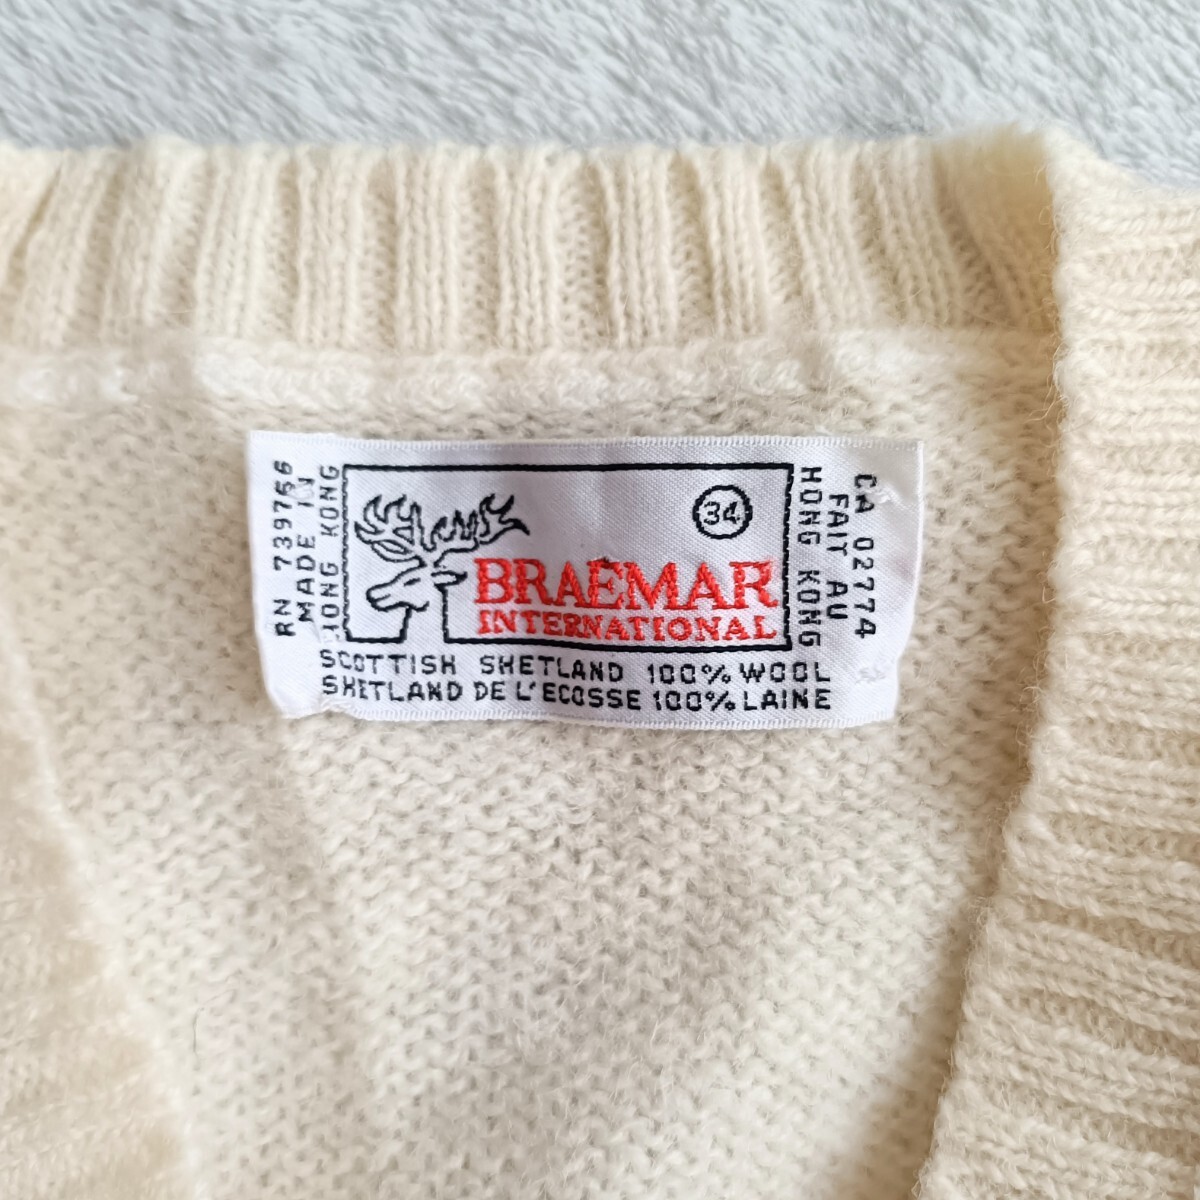 RN 739766
MADE IN
HONG KONG
34
BRAEMAR
INTERNATIONAL
HONG KONG
FAIT AU
CA 02774
SCOTTISH SHETLAND 100% WOOL
SHETLAND DE L'ECOSSE 100% LAINE